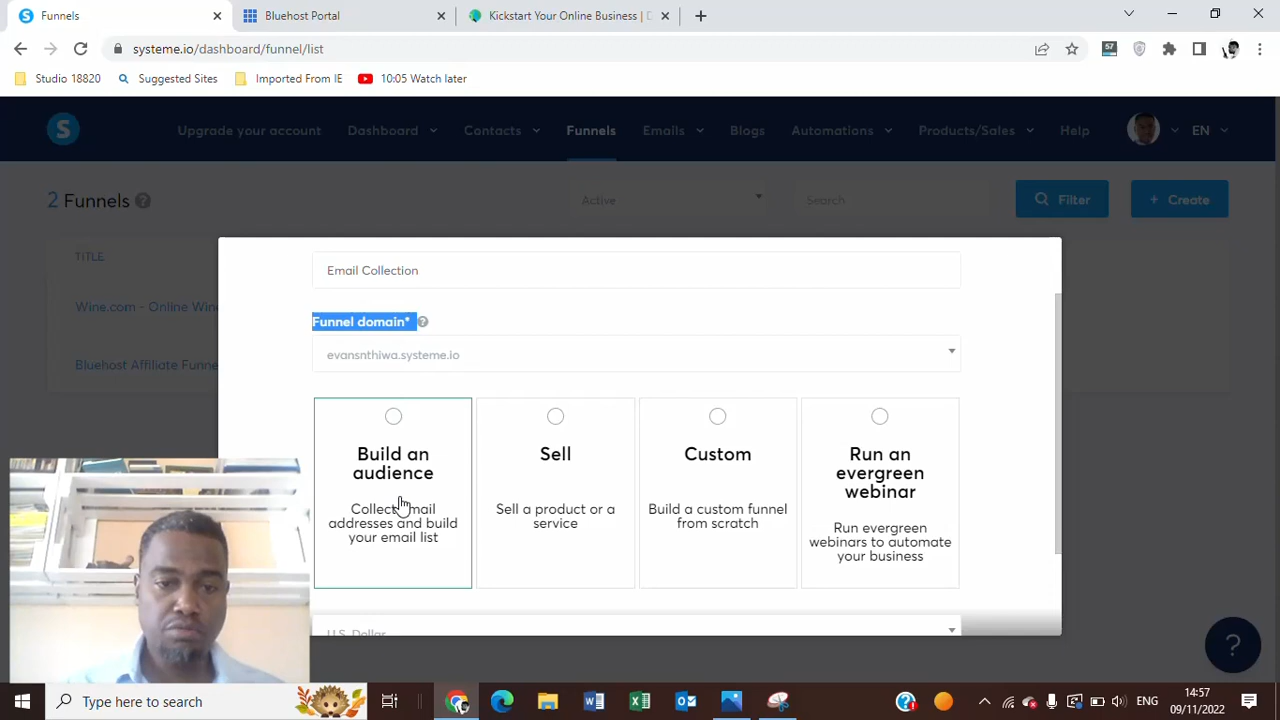 Funnels
Bluehost Portal
Kickstart Your Online Business |
systeme.io/dashboard/funnel/list
57
Studio 18820
Suggested Sites
Imported From IE
10:05 Watch later
S
Upgrade your account
Dashboard
Contacts
Funnels
Emails
Blogs
Automations
Products/Sales
Help
EN
2 Funnels ?
Active
Search
Filter
+ Create
TITLE
Wine.com - Online Wine
Bluehost Affiliate Funne
Email Collection
Funnel domain* ?
evansnthiwa.systeme.io
Build an
audience
Collect email
addresses and build
your email list
Sell
Sell a product or a
service
Custom
Build a custom funnel
from scratch
Run an
evergreen
webinar
Run evergreen
webinars to automate
your business
U.S. Dollar
?
Type here to search
ENG
14:57
09/11/2022